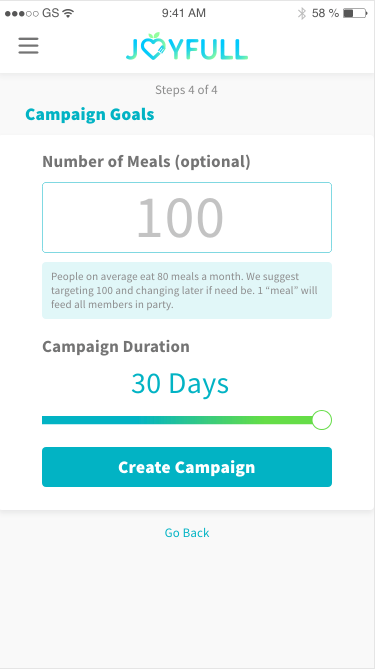 GS 9:41 AM 58 %
JOYFULL
Steps 4 of 4
Campaign Goals
Number of Meals (optional)
100
People on average eat 80 meals a month. We suggest
targeting 100 and changing later if need be. 1 “meal” will
feed all members in party.
Campaign Duration
30 Days
Create Campaign
Go Back